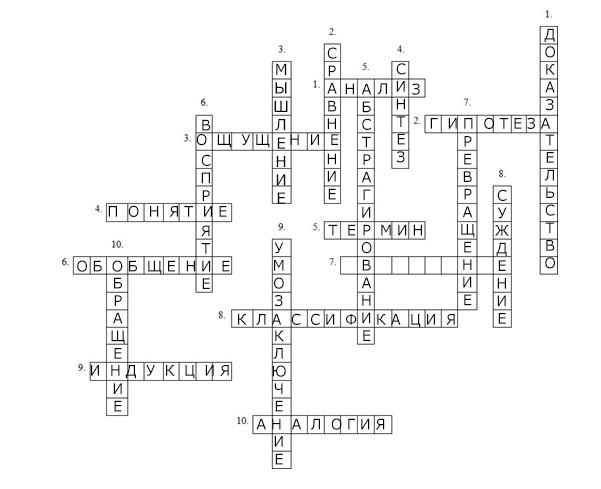 1. ДОКАЗАТЕЛЬСТВО
2. СРАВНЕНИЕ
3. МЫШЛЕНИЕ
4. СИНТЕЗ
5. АБСТРАГИРОВАНИЕ
1. АНАЛИЗ
6. ВОСПРИЯТИЕ
7. ПРЕВРАЩЕНИЕ
2. ГИПОТЕЗА
3. ОЩУЩЕНИЕ
8. СУЖДЕНИЕ
4. ПОНЯТИЕ
9. УМОЗАКЛЮЧЕНИЕ
5. ТЕРМИН
10. ОБРАЩЕНИЕ
6. ОБОБЩЕНИЕ
7.
8. КЛАССИФИКАЦИЯ
9. ИНДУКЦИЯ
10. АНАЛОГИЯ